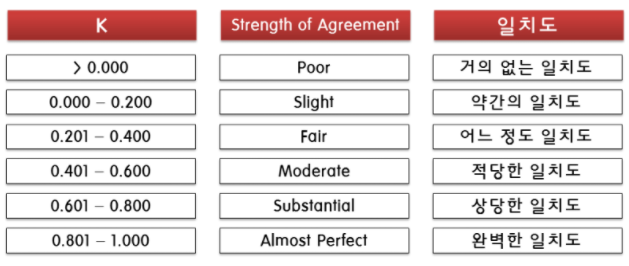 K Strength of Agreement 일치도
> 0.000 Poor 거의 없는 일치도
0.000 – 0.200 Slight 약간의 일치도
0.201 – 0.400 Fair 어느 정도 일치도
0.401 – 0.600 Moderate 적당한 일치도
0.601 – 0.800 Substantial 상당한 일치도
0.801 – 1.000 Almost Perfect 완벽한 일치도